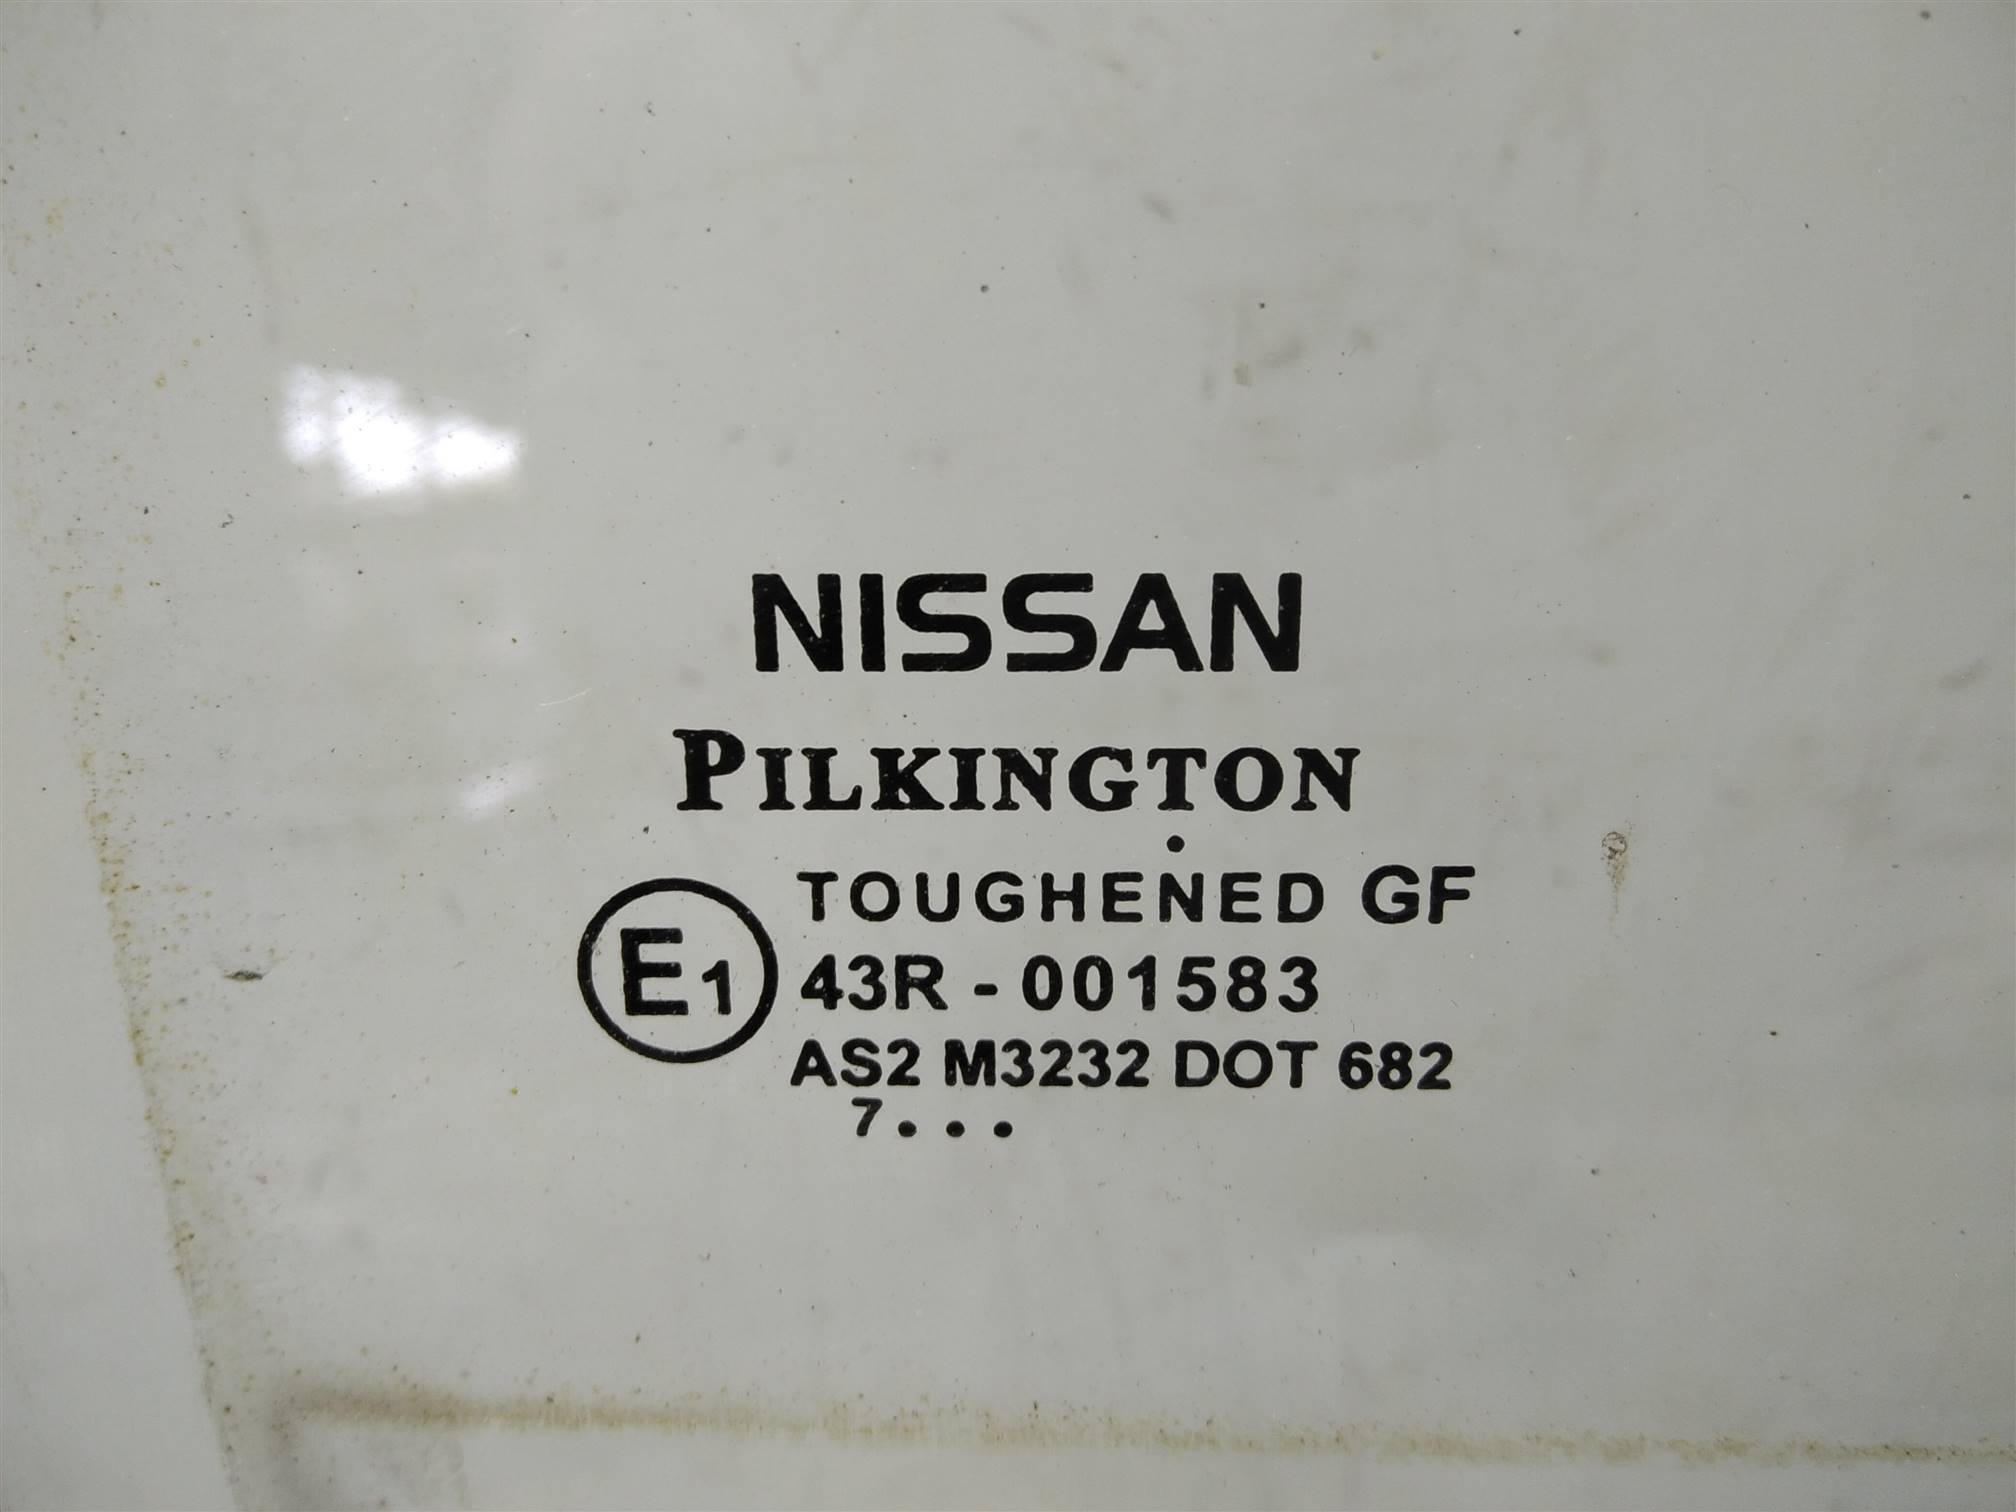 NISSAN
PILKINGTON
TOUGHENED GF
E1 43R - 001583
AS2 M3232 DOT 682
7...